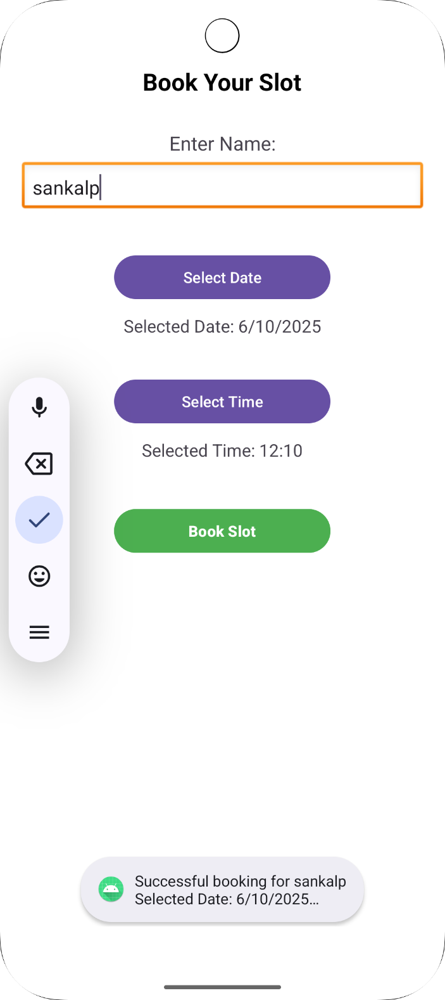 Book Your Slot
Enter Name:
sankalp
Select Date
Selected Date: 6/10/2025
Select Time
Selected Time: 12:10
Book Slot
Successful booking for sankalp
Selected Date: 6/10/2025...